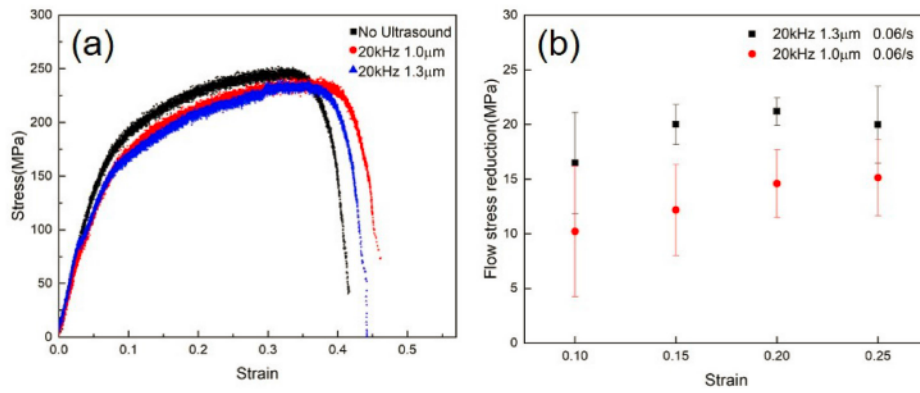 (a)
No Ultrasound
20kHz 1.0μm
20kHz 1.3μm
300
250
200
150
100
50
0
0.0 0.1 0.2 0.3 0.4 0.5
Stress(MPa)
Strain
(b)
20kHz 1.3μm 0.06/s
20kHz 1.0μm 0.06/s
30
25
20
15
10
5
0
0.10 0.15 0.20 0.25
Flow stress reduction(MPa)
Strain